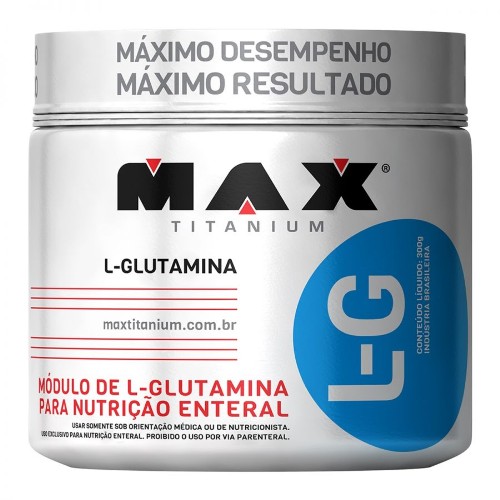 MÁXIMO DESEMPENHO
MÁXIMO RESULTADO
MAX®
TITANIUM
L-GLUTAMINA
maxtitanium.com.br
MÓDULO DE L-GLUTAMINA
PARA NUTRIÇÃO ENTERAL
USAR SOMENTE SOB ORIENTAÇÃO MÉDICA OU DE NUTRICIONISTA.
USO EXCLUSIVO PARA NUTRIÇÃO ENTERAL. PROIBIDO O USO POR VIA PARENTERAL.
L-G
CONTEÚDO LÍQUIDO: 300g
INDÚSTRIA BRASILEIRA